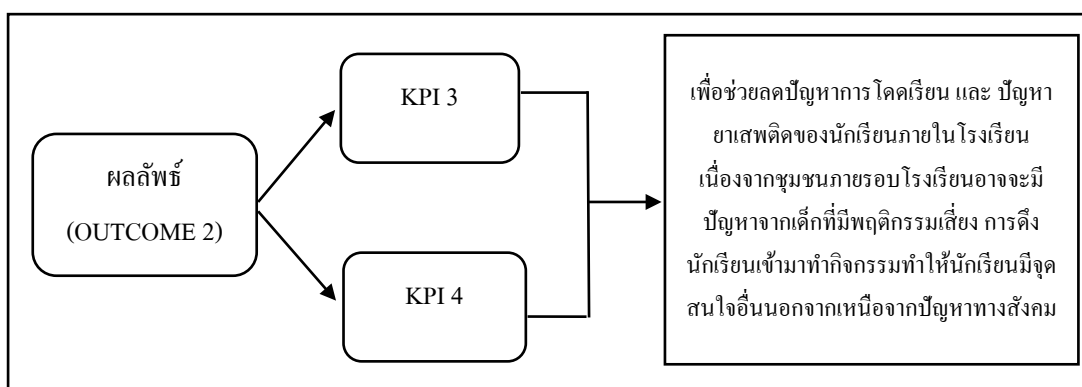 ผลลัพธ์
(OUTCOME 2)
KPI 3
KPI 4
เพื่อช่วยลดปัญหาการโดดเรียน และ ปัญหา
ยาเสพติดของนักเรียนภายในโรงเรียน
เนื่องจากชุมชนภายรอบโรงเรียนอาจจะมี
ปัญหาจากเด็กที่มีพฤติกรรมเสี่ยง การดึง
นักเรียนเข้ามาทำกิจกรรมทำให้นักเรียนมีจุด
สนใจอื่นนอกจากเหนือจากปัญหาทางสังคม